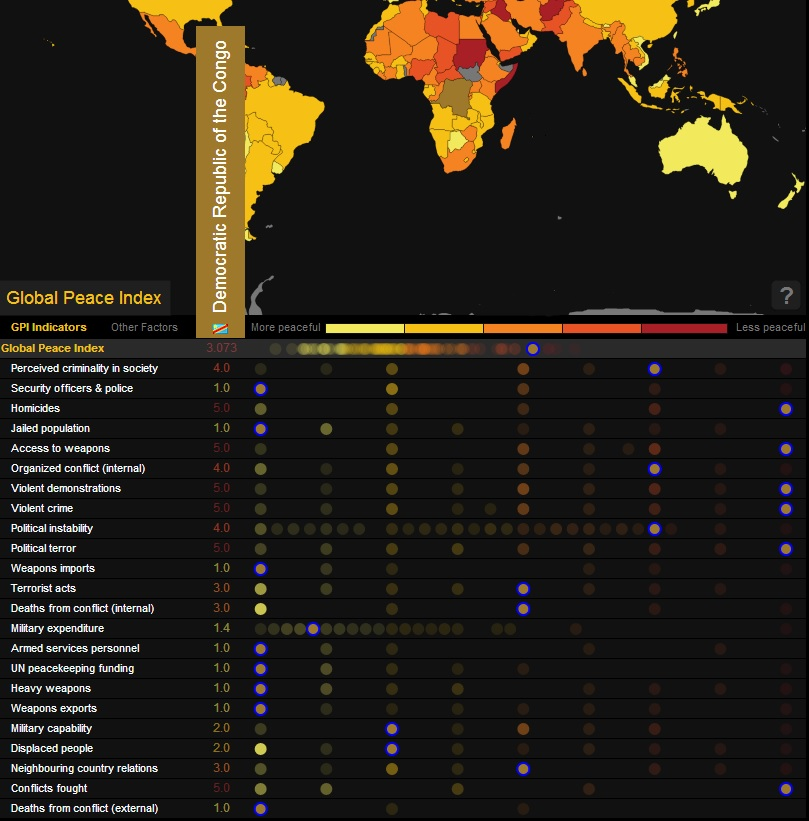 Democratic Republic of the Congo
Global Peace Index
?
GPI Indicators Other Factors More peaceful Less peaceful
Global Peace Index 3.073
Perceived criminality in society 4.0
Security officers & police 1.0
Homicides 5.0
Jailed population 1.0
Access to weapons 5.0
Organized conflict (internal) 4.0
Violent demonstrations 5.0
Violent crime 5.0
Political instability 4.0
Political terror 5.0
Weapons imports 1.0
Terrorist acts 3.0
Deaths from conflict (internal) 3.0
Military expenditure 1.4
Armed services personnel 1.0
UN peacekeeping funding 1.0
Heavy weapons 1.0
Weapons exports 1.0
Military capability 2.0
Displaced people 2.0
Neighbouring country relations 3.0
Conflicts fought 5.0
Deaths from conflict (external) 1.0